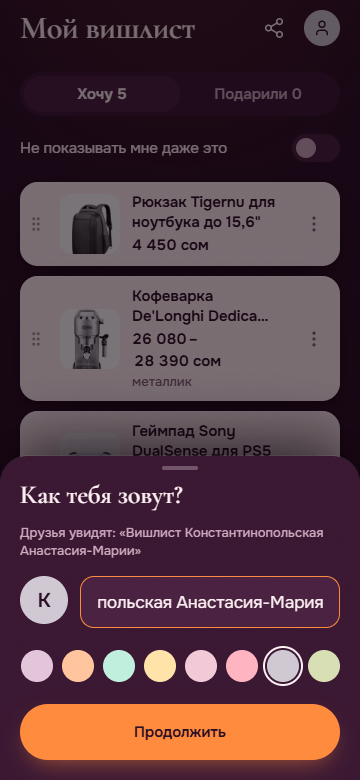 Мой вишлист
Хочу 5
Подарили 0
Не показывать мне даже это
Рюкзак Tigernu для
ноутбука до 15,6"
4 450 сом
Кофеварка
De'Longhi Dedica...
26 080 –
28 390 сом
металлик
Геймпад Sony
DualSense для PS5
Как тебя зовут?
Друзья увидят: «Вишлист Константинопольская
Анастасия-Марии»
К
польская Анастасия-Мария
Продолжить